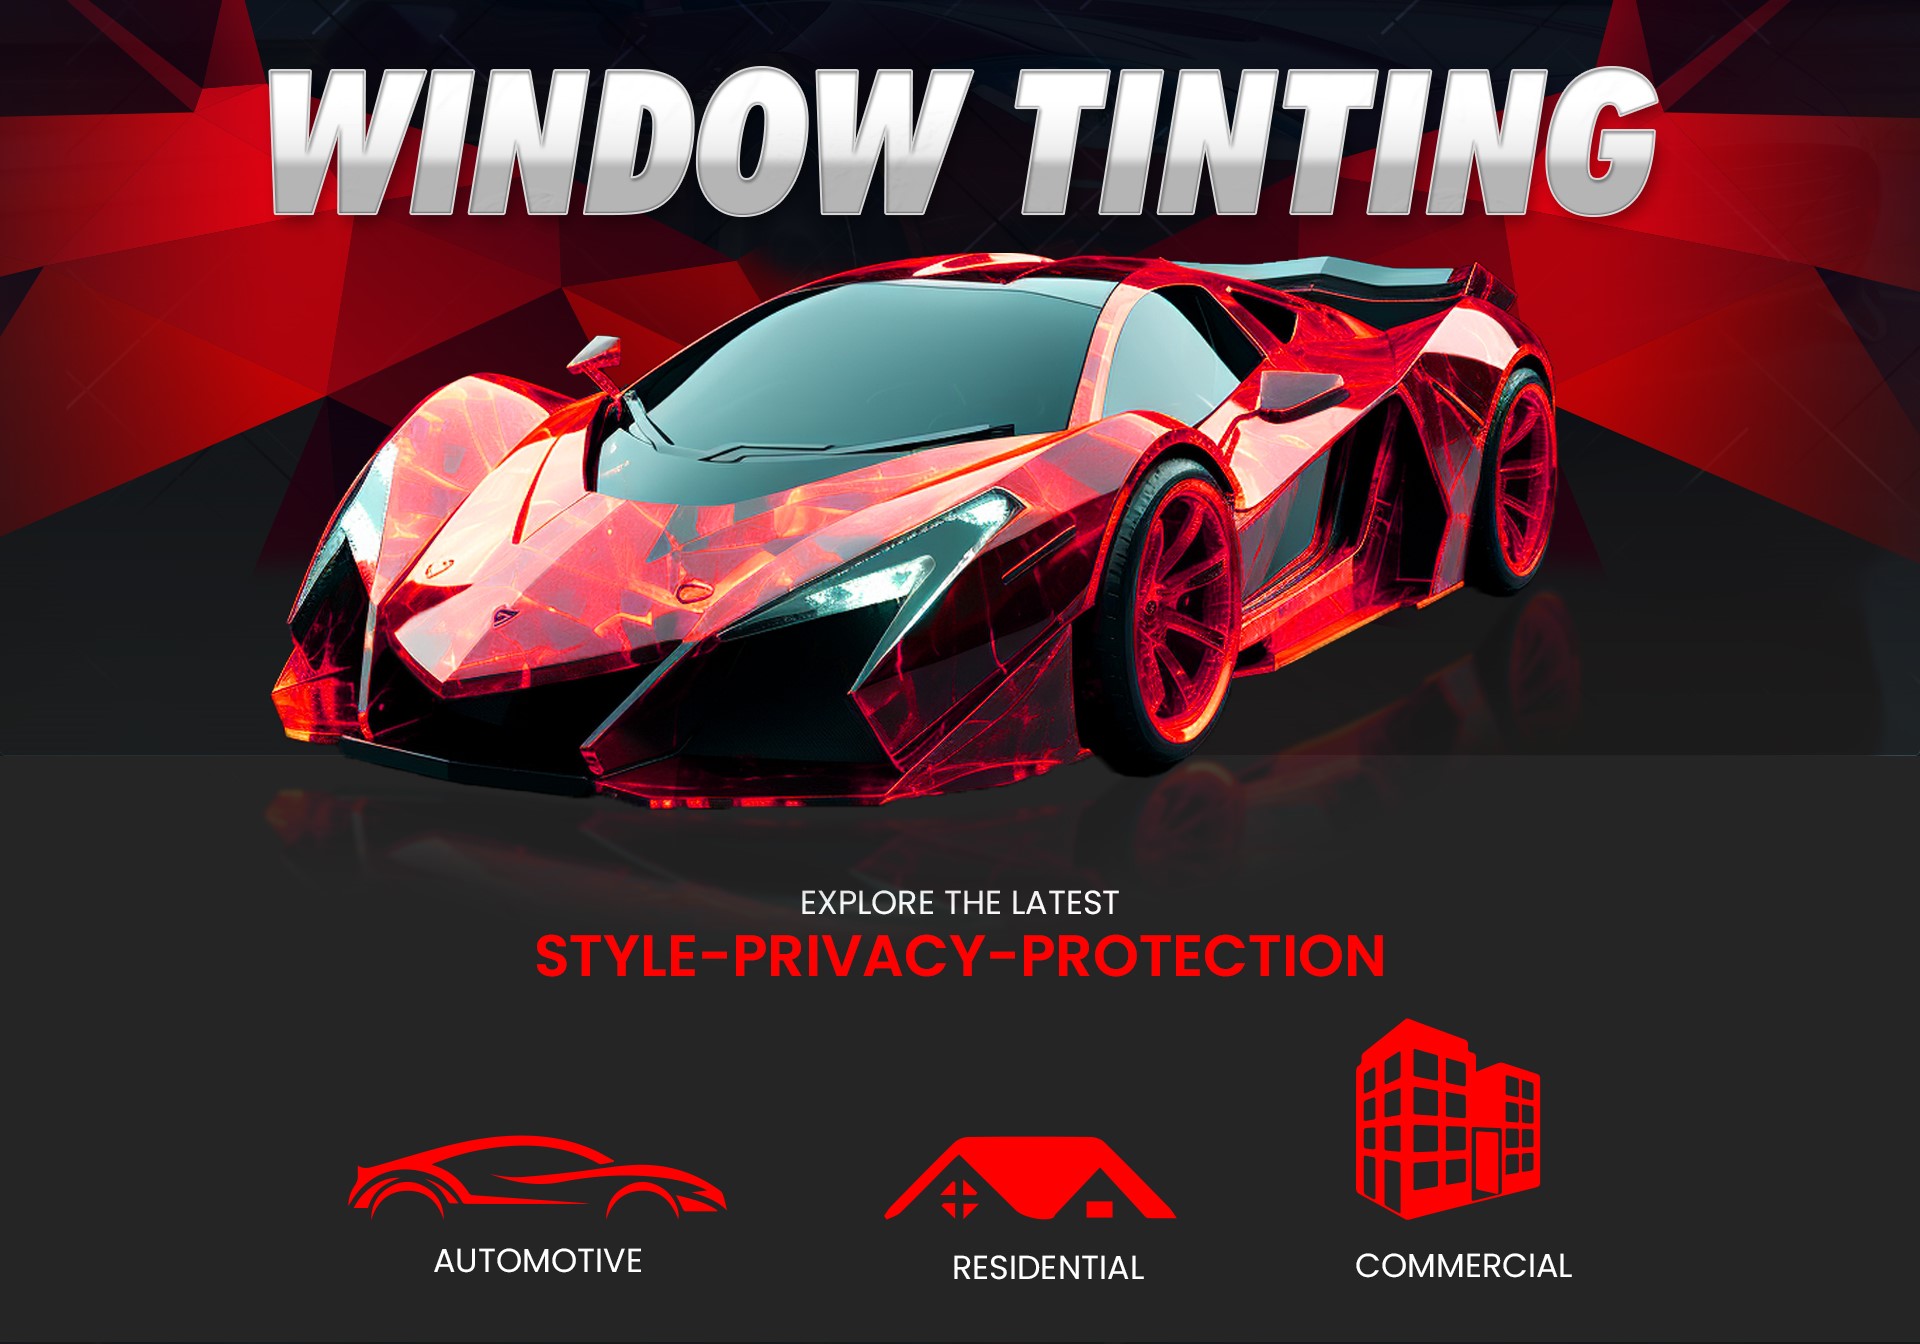 WINDOW TINTING
EXPLORE THE LATEST
STYLE-PRIVACY-PROTECTION
AUTOMOTIVE
RESIDENTIAL
COMMERCIAL